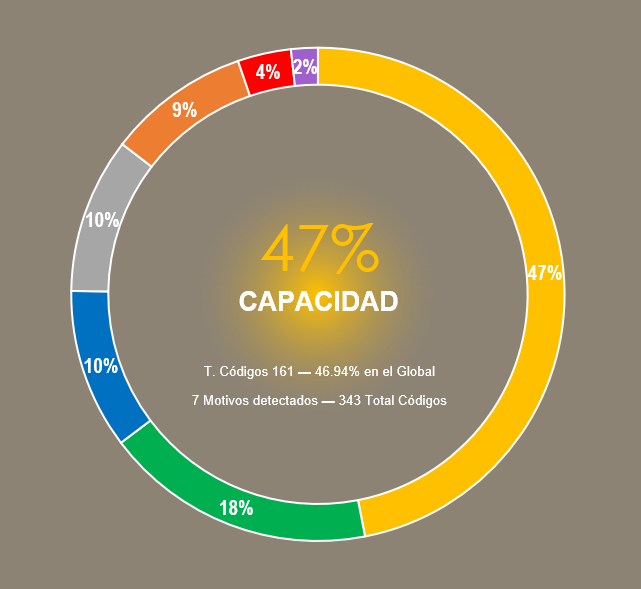 2%
4%
9%
10%
47%
47%
CAPACIDAD
10%
T. Códigos 161 — 46.94% en el Global
7 Motivos detectados — 343 Total Códigos
18%